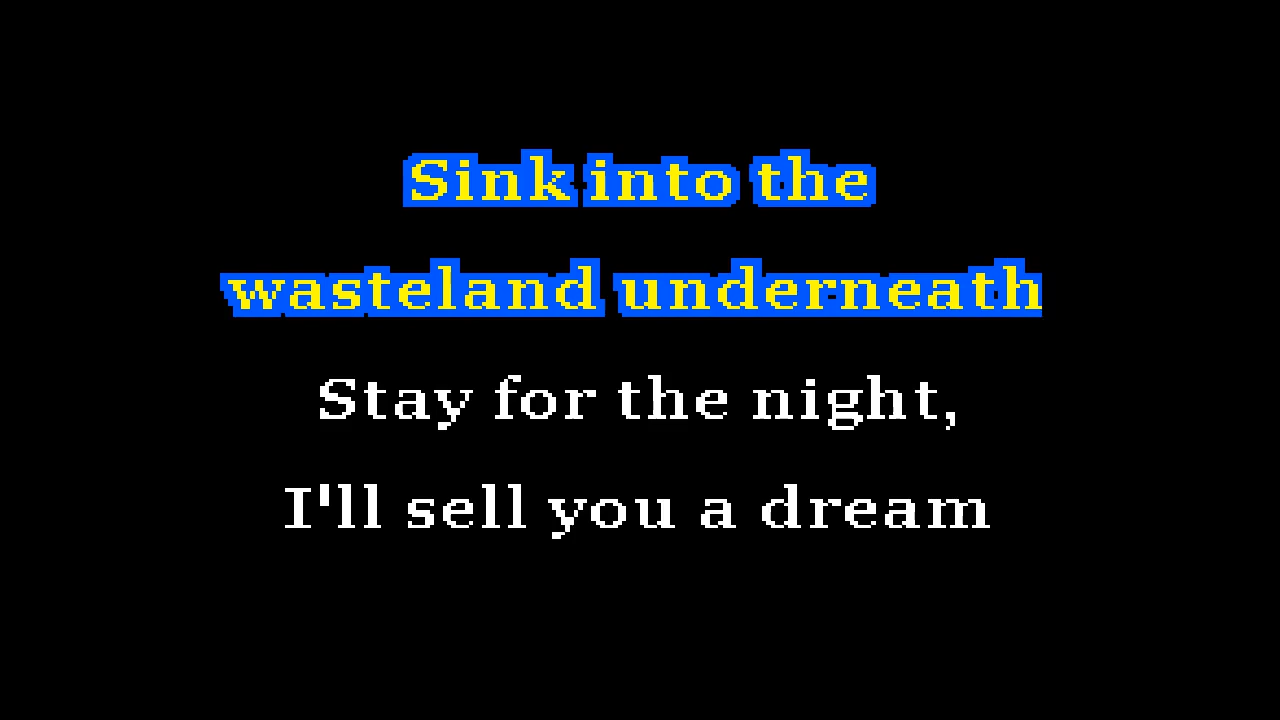 Sink into the
wasteland underneath
Stay for the night,
I'll sell you a dream